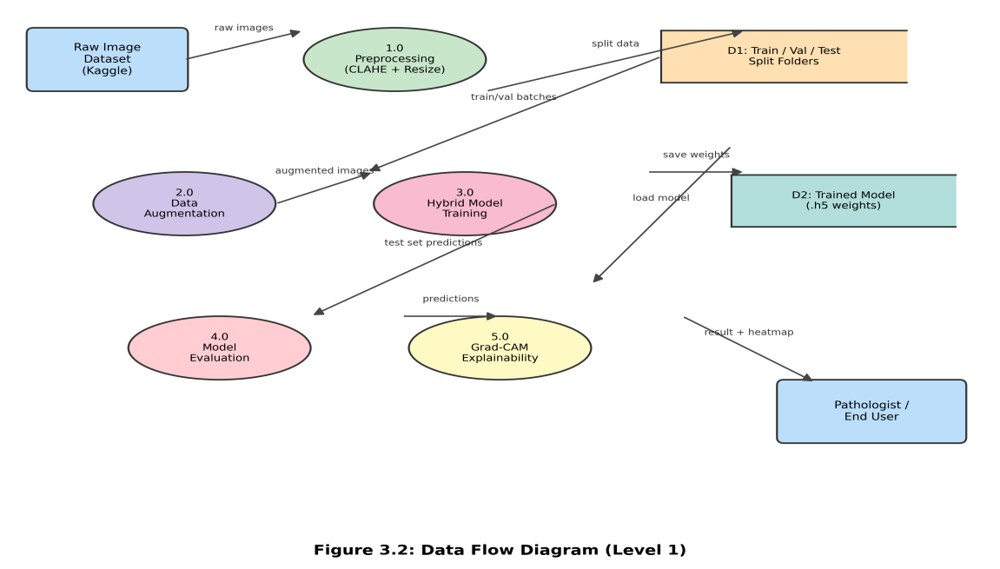 raw images
Raw Image
Dataset
(Kaggle)
1.0
Preprocessing
(CLAHE + Resize)
split data
D1: Train / Val / Test
Split Folders
train/val batches
augmented images
2.0
Data
Augmentation
3.0
Hybrid Model
Training
save weights
load model
D2: Trained Model
(.h5 weights)
test set predictions
predictions
4.0
Model
Evaluation
5.0
Grad-CAM
Explainability
result + heatmap
Pathologist /
End User
Figure 3.2: Data Flow Diagram (Level 1)